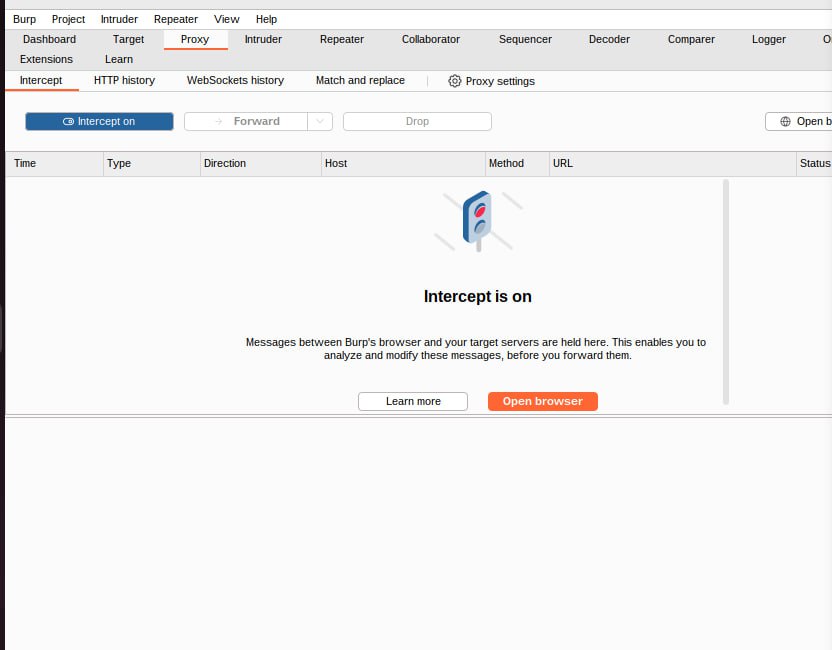 Burp Project Intruder Repeater View Help
Dashboard Target Proxy Intruder Repeater Collaborator Sequencer Decoder Comparer Logger
Extensions Learn
Intercept HTTP history WebSockets history Match and replace Proxy settings
Intercept on Forward Drop Open b
Time Type Direction Host Method URL Status
Intercept is on
Messages between Burp's browser and your target servers are held here. This enables you to
analyze and modify these messages, before you forward them.
Learn more Open browser